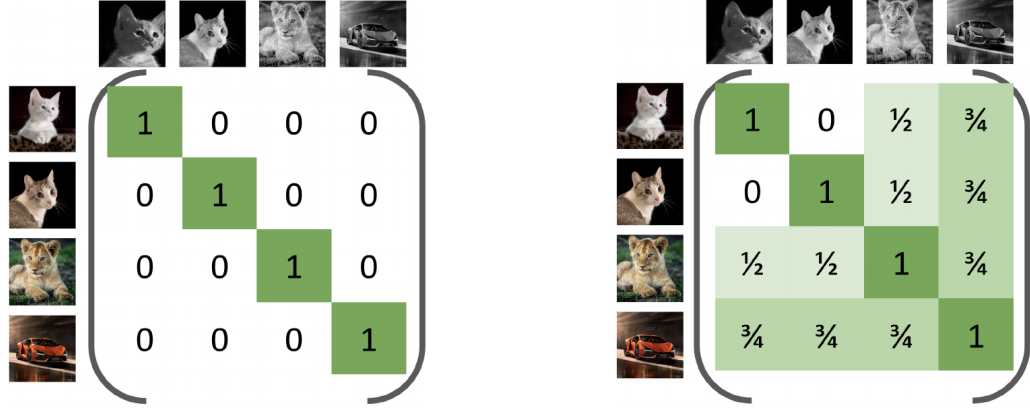 1 0 0 0
0 1 0 0
0 0 1 0
0 0 0 1
1 0 ½ ¾
0 1 ½ ¾
½ ½ 1 ¾
¾ ¾ ¾ 1